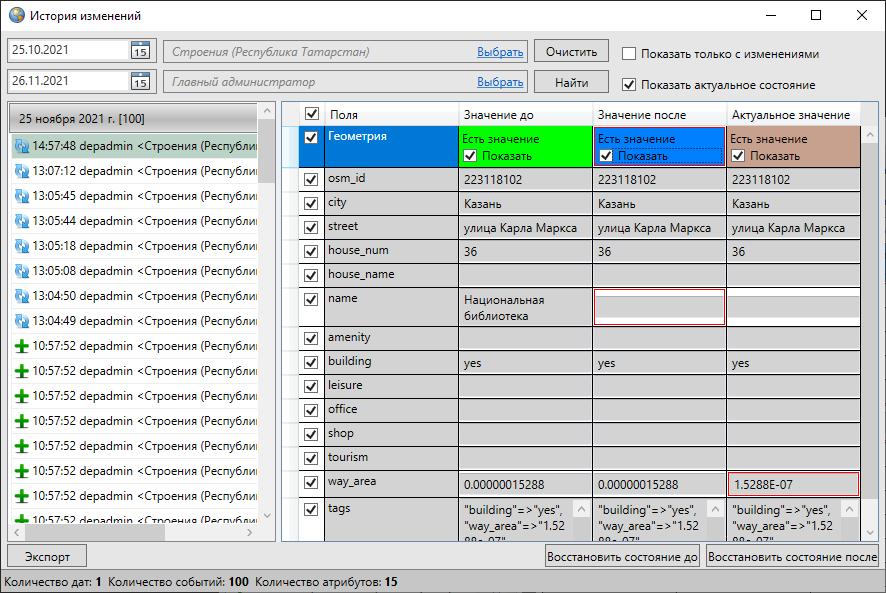 История изменений
25.10.2021 15 Строения (Республика Татарстан) Выбрать Очистить Показать только с изменениями
26.11.2021 15 Главный администратор Выбрать Найти Показать актуальное состояние
25 ноября 2021 г. [100]
14:57:48 depadmin <Строения (Республи
13:07:12 depadmin <Строения (Республи
13:05:45 depadmin <Строения (Республи
13:05:44 depadmin <Строения (Республи
13:05:18 depadmin <Строения (Республи
13:05:08 depadmin <Строения (Республи
13:04:50 depadmin <Строения (Республи
13:04:49 depadmin <Строения (Республи
10:57:52 depadmin <Строения (Республи
10:57:52 depadmin <Строения (Республи
10:57:52 depadmin <Строения (Республи
10:57:52 depadmin <Строения (Республи
10:57:52 depadmin <Строения (Республи
10:57:52 depadmin <Строения (Республи
10:57:52 depadmin <Строения (Республи
10:57:52 depadmin <Строения (Республи
Поля Значение до Значение после Актуальное значение
Геометрия Есть значение Есть значение Есть значение
Показать Показать Показать
osm_id 223118102 223118102 223118102
city Казань Казань Казань
street улица Карла Маркса улица Карла Маркса улица Карла Маркса
house_num 36 36 36
house_name
name Национальная
библиотека
amenity
building yes yes yes
leisure
office
shop
tourism
way_area 0.00000015288 0.00000015288 1.5288E-07
tags "building"=>"yes", "building"=>"yes", "building"=>"yes",
"way_area"=>"1.52 "way_area"=>"1.52 "way_area"=>"1.52
88e-07" 88e-07" 88e-07"
Экспорт Восстановить состояние до Восстановить состояние после
Количество дат: 1 Количество событий: 100 Количество атрибутов: 15